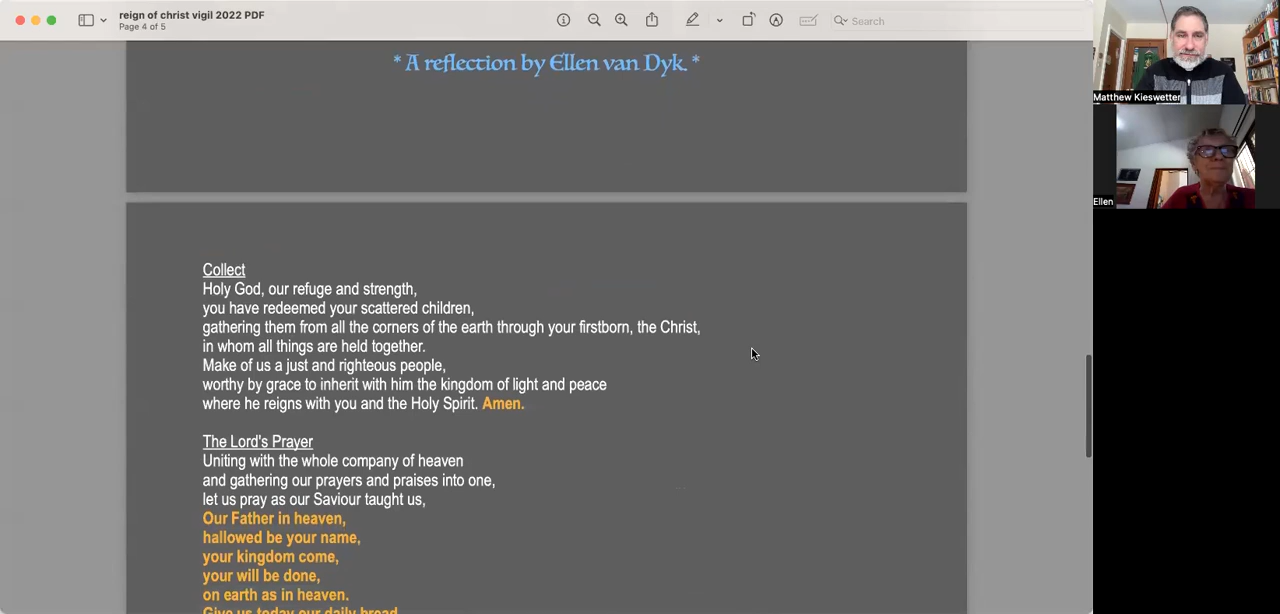 reign of christ vigil 2022 PDF
Page 4 of 5
Search
* A reflection by Ellen van Dyk. *
Matthew Kieswetter
Ellen
Collect
Holy God, our refuge and strength,
you have redeemed your scattered children,
gathering them from all the corners of the earth through your firstborn, the Christ,
in whom all things are held together.
Make of us a just and righteous people,
worthy by grace to inherit with him the kingdom of light and peace
where he reigns with you and the Holy Spirit. Amen.
The Lord's Prayer
Uniting with the whole company of heaven
and gathering our prayers and praises into one,
let us pray as our Saviour taught us,
Our Father in heaven,
hallowed be your name,
your kingdom come,
your will be done,
on earth as in heaven.
Give us today our daily bread